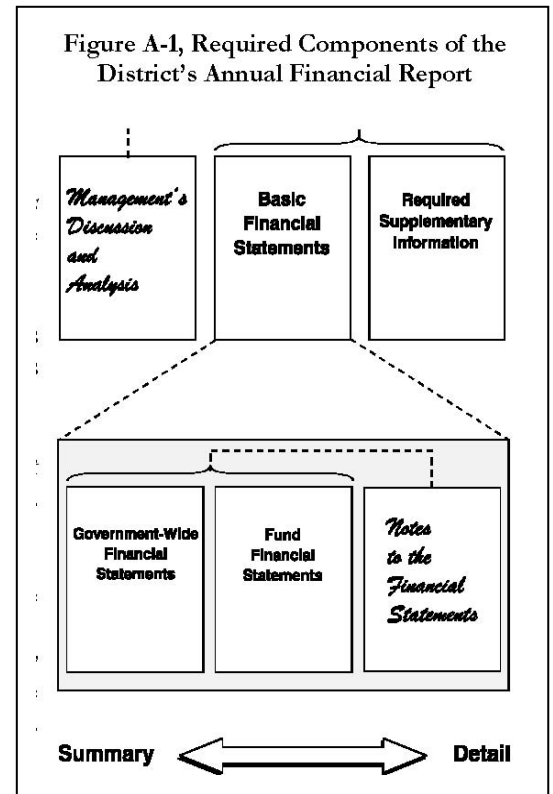 Figure A-1, Required Components of the
District's Annual Financial Report
Management's
Discussion
and
Analysis
Basic
Financial
Statements
Required
Supplementary
Information
Government-Wide
Financial
Statements
Fund
Financial
Statements
Notes
to the
Financial
Statements
Summary
Detail